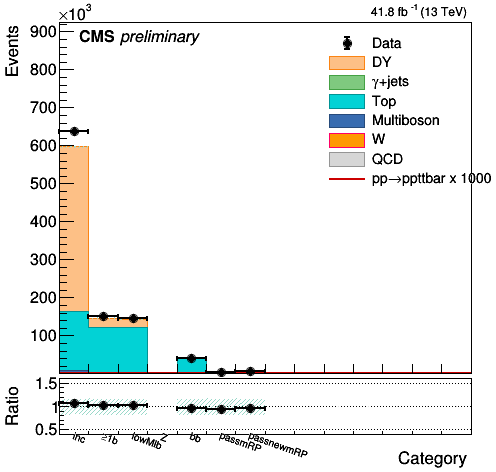 ×10³
41.8 fb⁻¹ (13 TeV)
CMS preliminary
Events
900
800
700
600
500
400
300
200
100
Data
DY
γ+jets
Top
Multiboson
W
QCD
pp→ppttbar x 1000
Ratio
1.5
1
0.5
inc
≥1b
lowMlb
Z
bb
passmRP
passnewmRP
Category